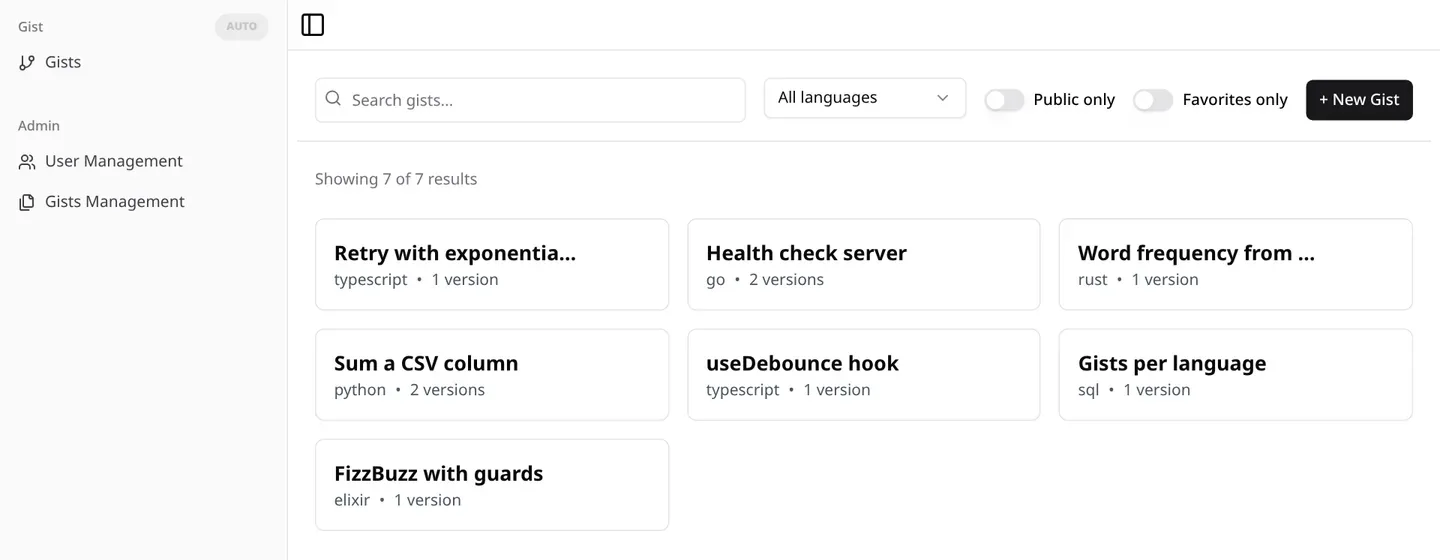 Gist
AUTO
Gists
Admin
User Management
Gists Management
Search gists...
All languages
Public only
Favorites only
+ New Gist
Showing 7 of 7 results
Retry with exponentia...
typescript • 1 version
Health check server
go • 2 versions
Word frequency from ...
rust • 1 version
Sum a CSV column
python • 2 versions
useDebounce hook
typescript • 1 version
Gists per language
sql • 1 version
FizzBuzz with guards
elixir • 1 version